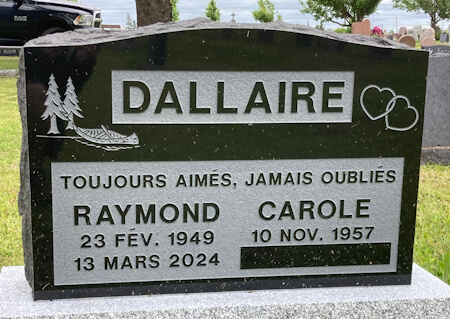 DALLAIRE
TOUJOURS AIMÉS, JAMAIS OUBLIÉS
RAYMOND CAROLE
23 FÉV. 1949 10 NOV. 1957
13 MARS 2024